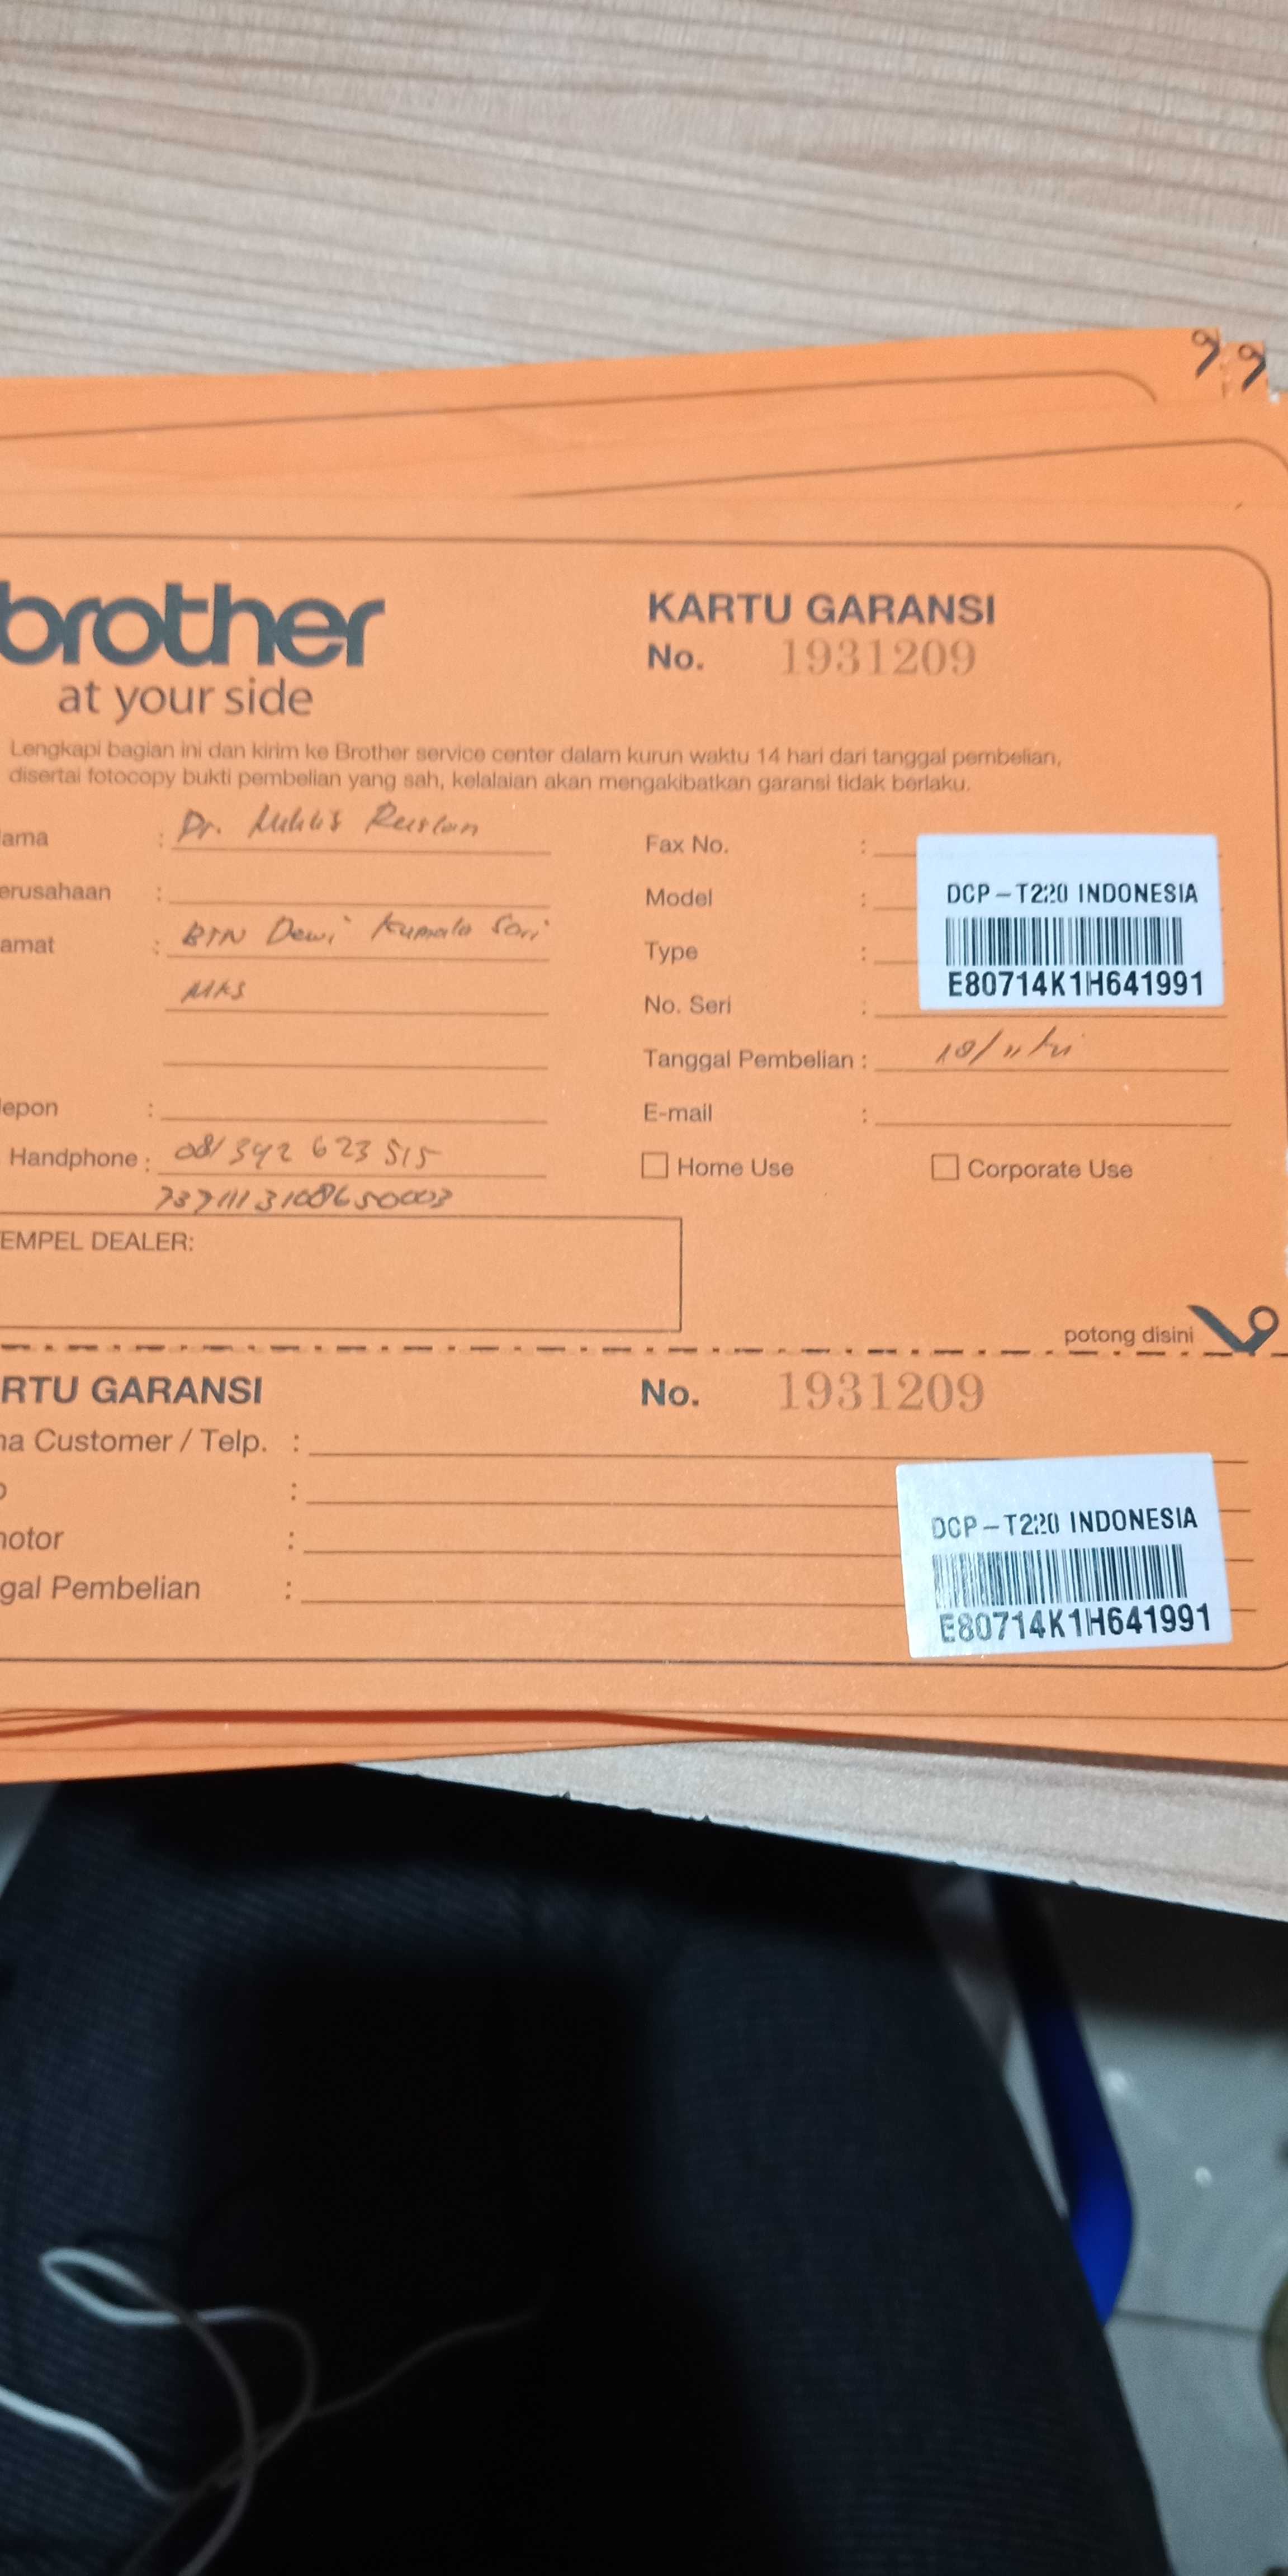 brother
at your side
KARTU GARANSI
No. 1931209
Lengkapi bagian ini dan kirim ke Brother service center dalam kurun waktu 14 hari dari tanggal pembelian,
disertai fotocopy bukti pembelian yang sah, kelalaian akan mengakibatkan garansi tidak berlaku.
ama : Dr. Ruslan
erusahaan :
amat : BTN Dewi Kumala Sari
MKS
lepon :
Handphone : 081 342 623 515
7371113108650003
Fax No. :
Model :
Type :
No. Seri :
DCP-T220 INDONESIA
E80714K1H641991
Tanggal Pembelian :
E-mail :
Home Use
Corporate Use
EMPEL DEALER:
potong disini
RTU GARANSI
No. 1931209
na Customer / Telp. :
:
notor :
gal Pembelian :
DCP-T220 INDONESIA
E80714K1H641991